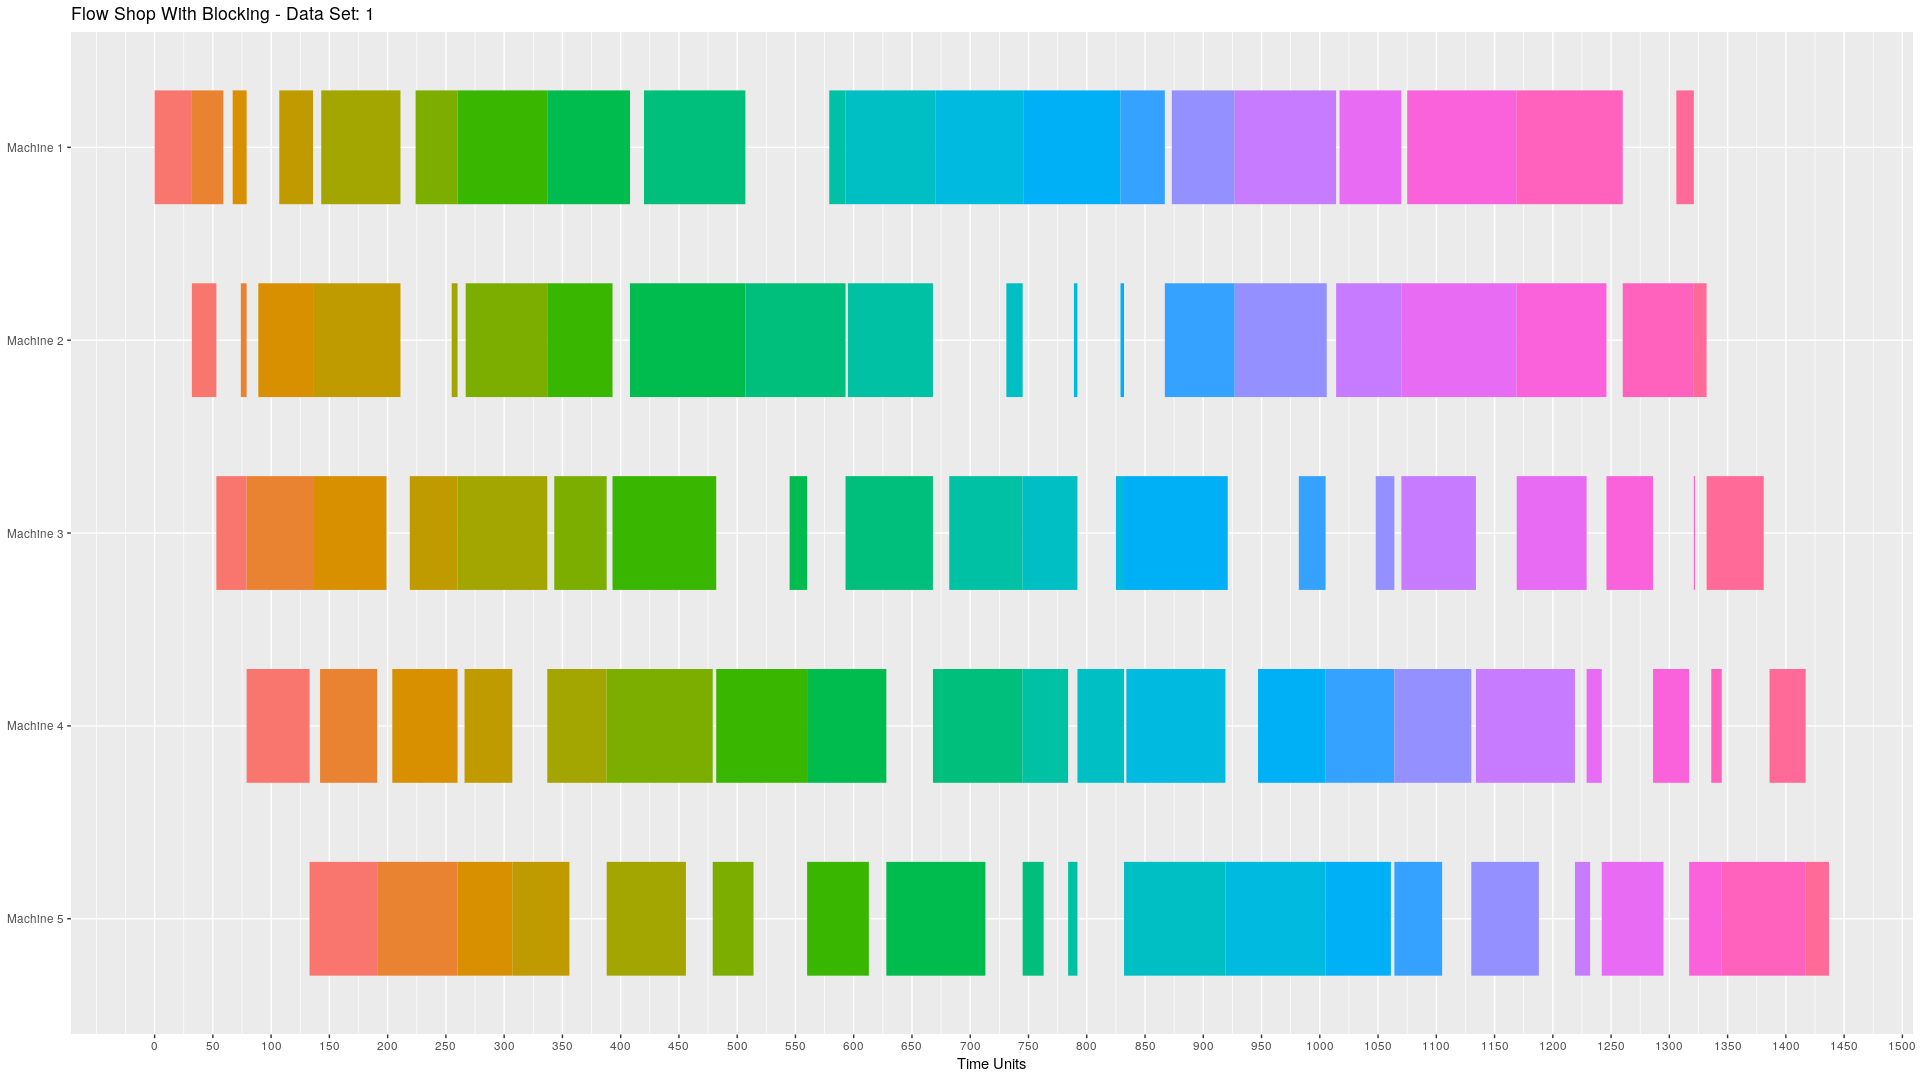 Flow Shop With Blocking - Data Set: 1
Machine 1
Machine 2
Machine 3
Machine 4
Machine 5
0 50 100 150 200 250 300 350 400 450 500 550 600 650 700 750 800 850 900 950 1000 1050 1100 1150 1200 1250 1300 1350 1400 1450 1500
Time Units